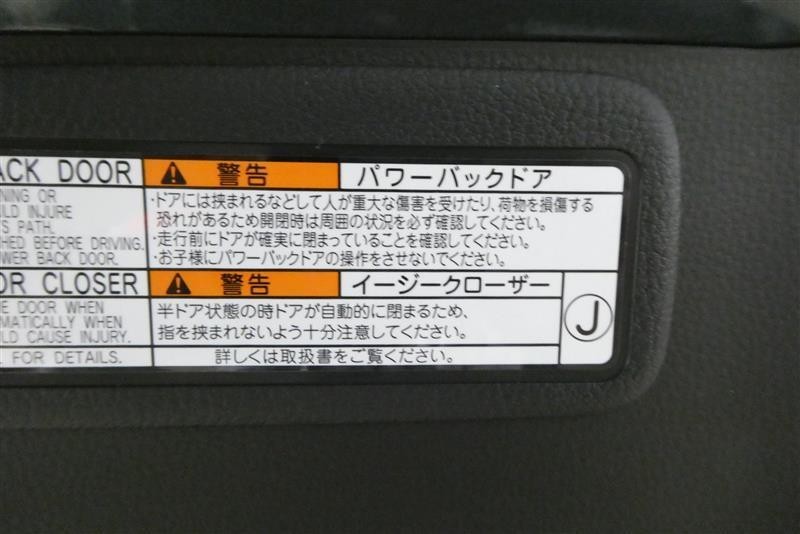 ACK DOOR
NING OR
ULD INJURE
TS PATH.
HED BEFORE DRIVING.
WER BACK DOOR.
警告 パワーバックドア
・ドアには挟まれるなどして人が重大な傷害を受けたり、荷物を損傷する
恐れがあるため開閉時は周囲の状況を必ず確認してください。
・走行前にドアが確実に閉まっていることを確認してください。
・お子様にパワーバックドアの操作をさせないでください。
OR CLOSER
E DOOR WHEN
OMATICALLY WHEN
LD CAUSE INJURY.
L FOR DETAILS.
警告 イージークローザー
半ドア状態の時ドアが自動的に閉まるため、
指を挟まれないよう十分注意してください。
詳しくは取扱書をご覧ください。
J